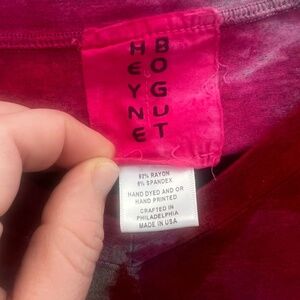 HEYNE
BOGUT
92% RAYON
8% SPANDEX
HAND DYED AND OR
HAND PRINTED
CRAFTED IN
PHILADELPHIA
MADE IN USA